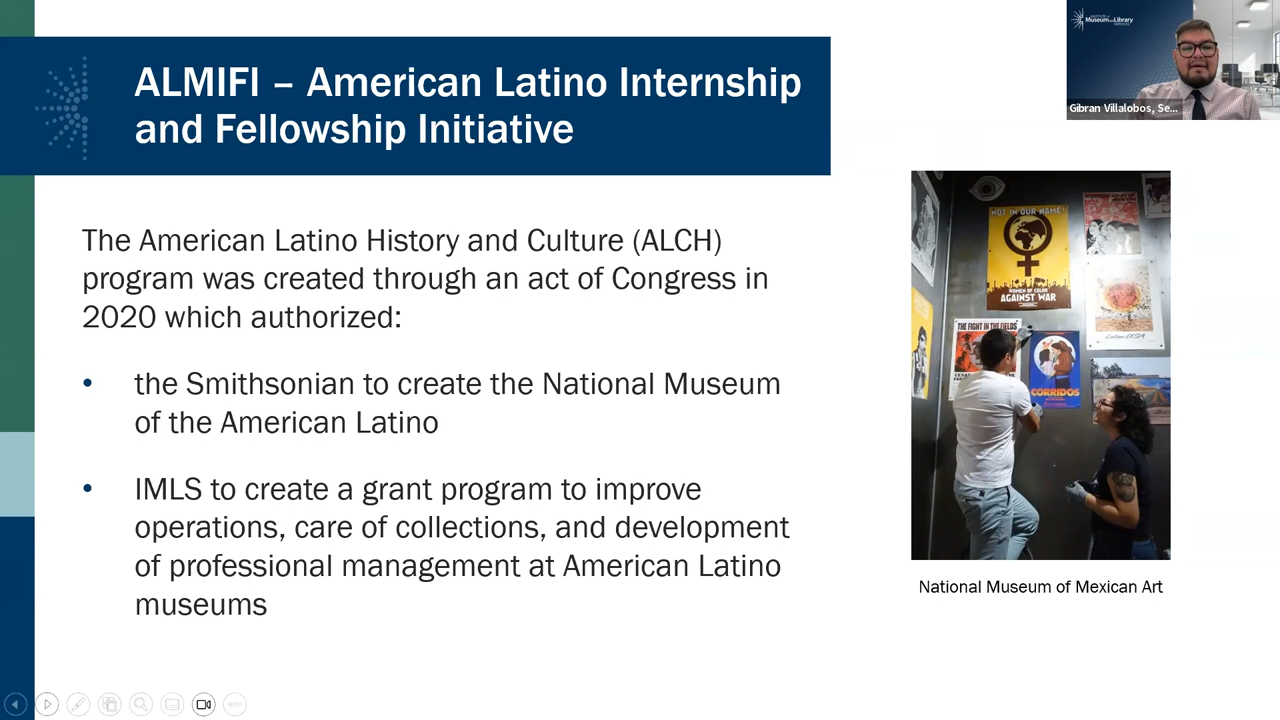 ALMIFI – American Latino Internship
and Fellowship Initiative
INSTITUTE of
Museum and Library
SERVICES
Gibran Villalobos, Se...
The American Latino History and Culture (ALCH)
program was created through an act of Congress in
2020 which authorized:
• the Smithsonian to create the National Museum
of the American Latino
• IMLS to create a grant program to improve
operations, care of collections, and development
of professional management at American Latino
museums
NOT IN OUR NAME!
WOMEN OF COLOR
AGAINST WAR
THE FIGHT IN THE FIELDS
CORRIDOS
National Museum of Mexican Art